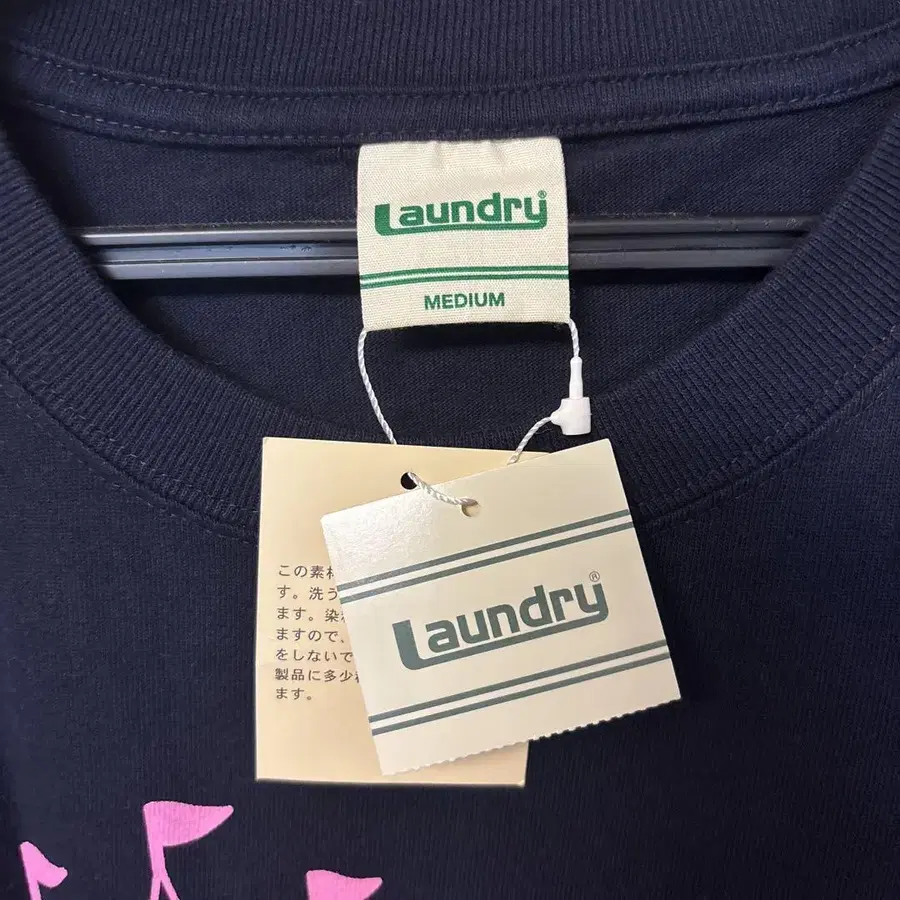 Laundry®
MEDIUM
この素材
す。洗う
ます。染
ますので、
をしないで
製品に多少
ます。
Laundry®